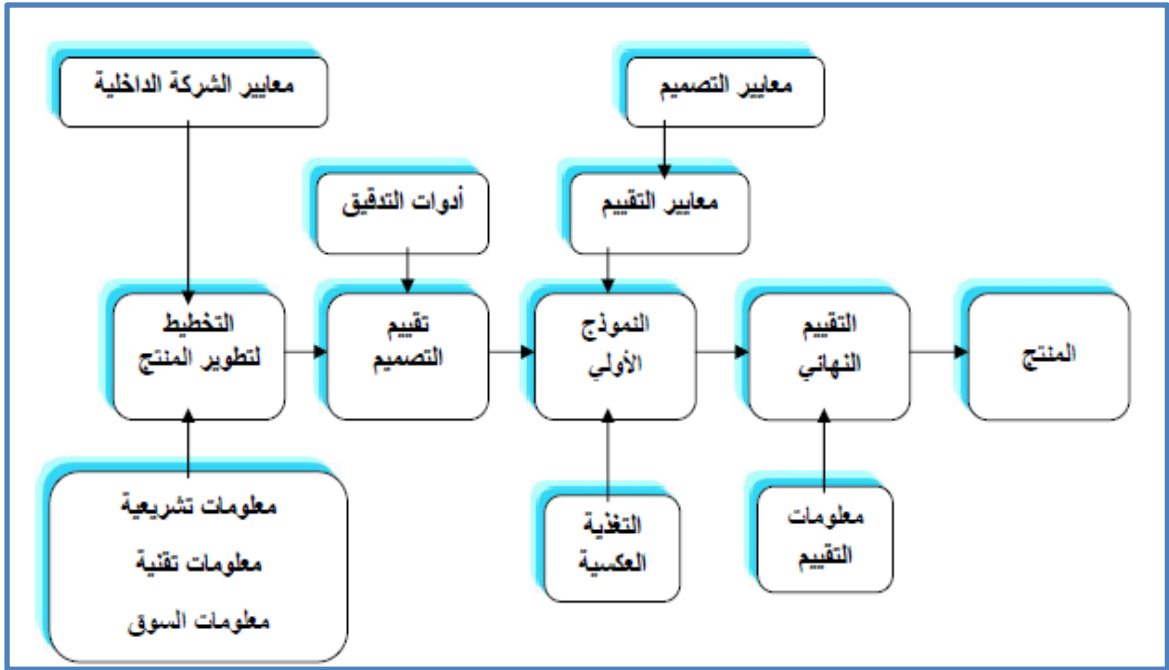 معايير الشركة الداخلية
معايير التصميم
أدوات التدقيق
معايير التقييم
التخطيط
لتطوير المنتج
تقييم
التصميم
النموذج
الأولي
التقييم
النهائي
المنتج
معلومات تشريعية
معلومات تقنية
معلومات السوق
التغذية
العكسية
معلومات
التقييم